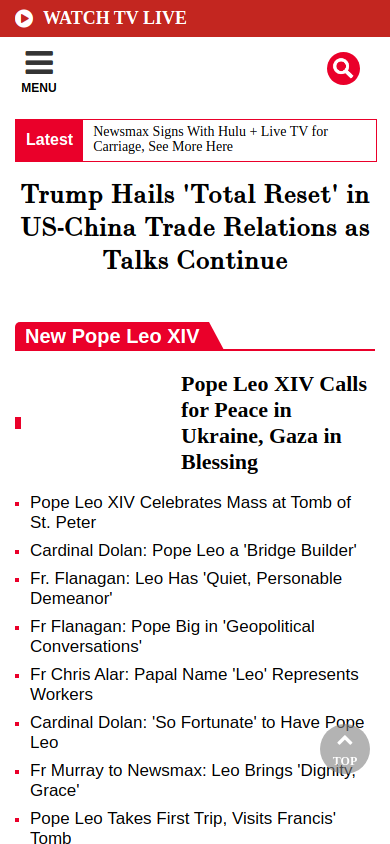 WATCH TV LIVE
MENU
Latest
Newsmax Signs With Hulu + Live TV for
Carriage, See More Here
Trump Hails 'Total Reset' in
US-China Trade Relations as
Talks Continue
New Pope Leo XIV
Pope Leo XIV Calls
for Peace in
Ukraine, Gaza in
Blessing
Pope Leo XIV Celebrates Mass at Tomb of
St. Peter
Cardinal Dolan: Pope Leo a 'Bridge Builder'
Fr. Flanagan: Leo Has 'Quiet, Personable
Demeanor'
Fr Flanagan: Pope Big in 'Geopolitical
Conversations'
Fr Chris Alar: Papal Name 'Leo' Represents
Workers
Cardinal Dolan: 'So Fortunate' to Have Pope
Leo
Fr Murray to Newsmax: Leo Brings 'Dignity,
Grace'
TOP
Pope Leo Takes First Trip, Visits Francis'
Tomb